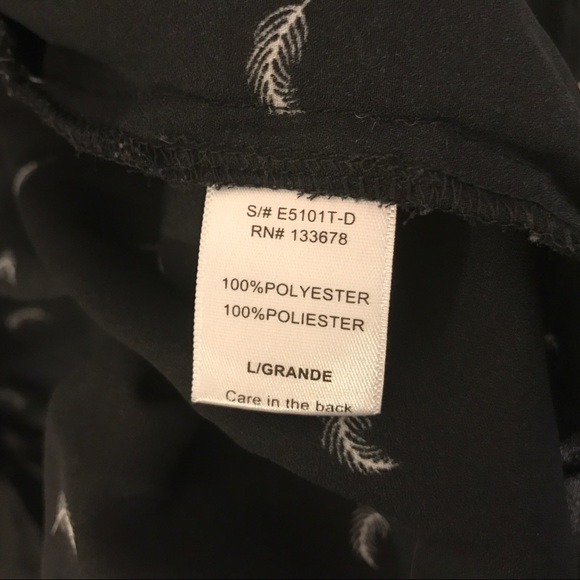 S/# E5101T-D
RN# 133678
100%POLYESTER
100%POLIESTER
L/GRANDE
Care in the back